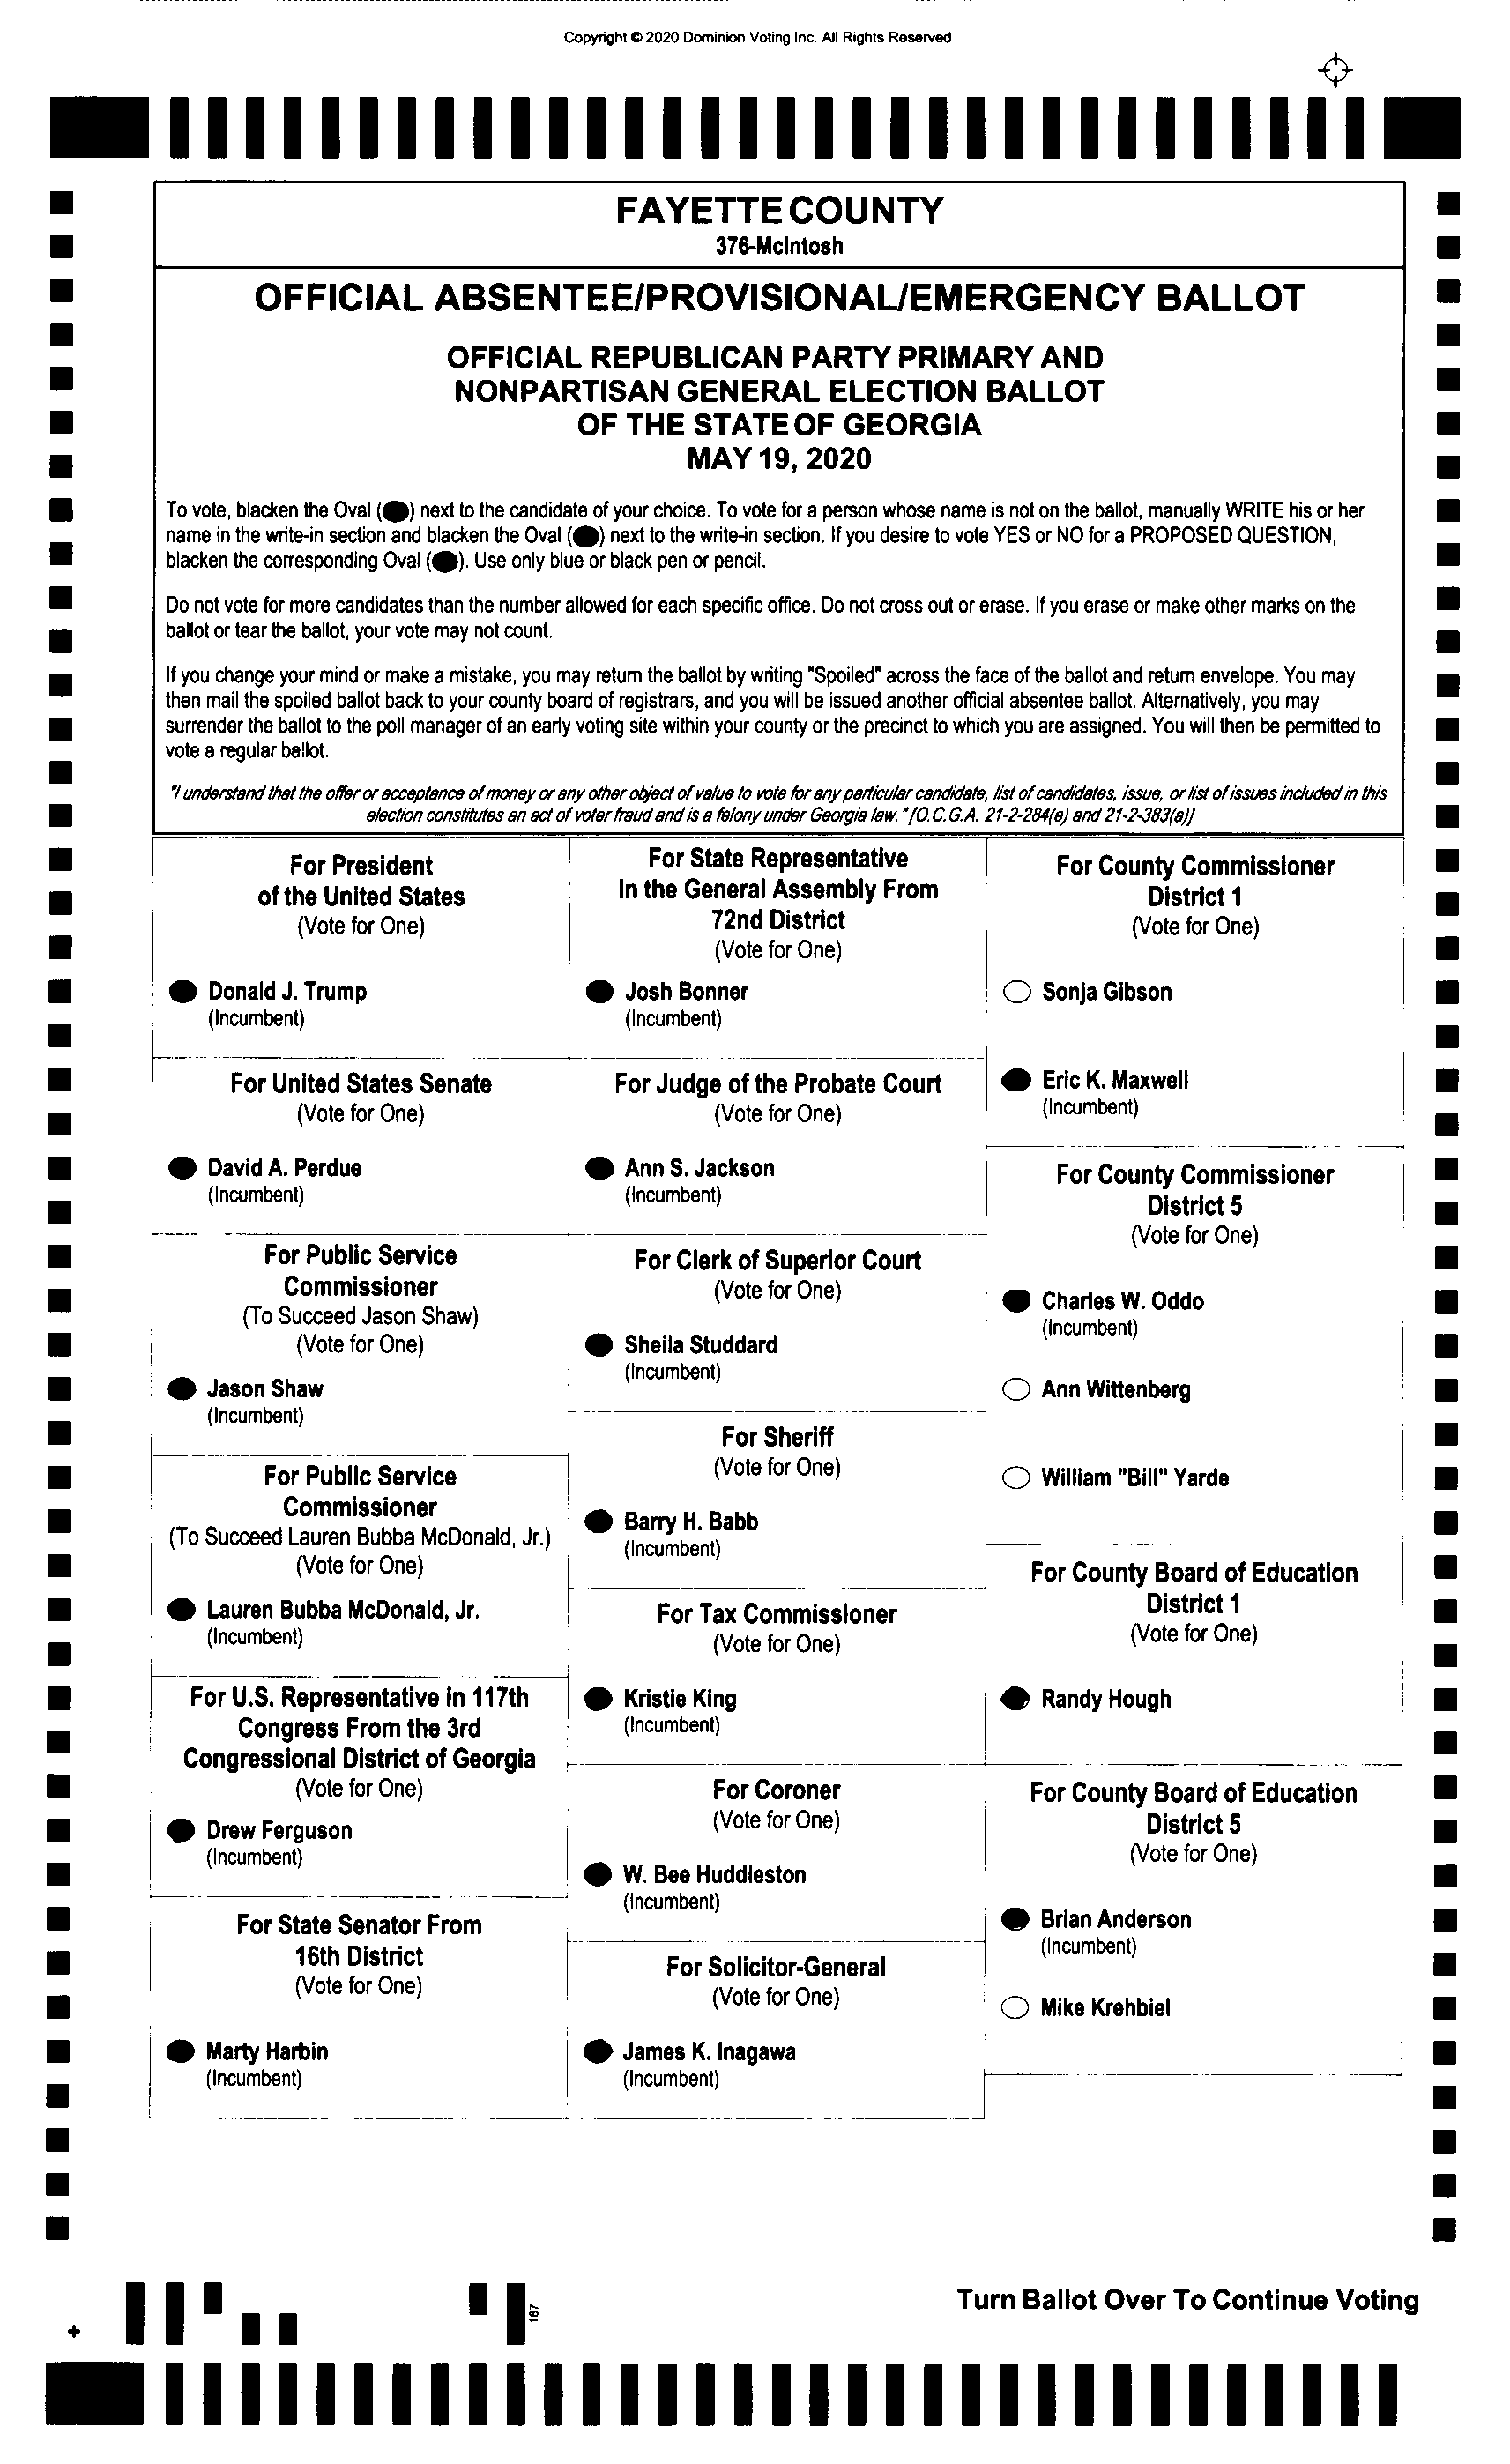 Copyright © 2020 Dominion Voting Inc. All Rights Reserved
FAYETTE COUNTY
376-McIntosh
OFFICIAL ABSENTEE/PROVISIONAL/EMERGENCY BALLOT
OFFICIAL REPUBLICAN PARTY PRIMARY AND
NONPARTISAN GENERAL ELECTION BALLOT
OF THE STATE OF GEORGIA
MAY 19, 2020
To vote, blacken the Oval (⬬) next to the candidate of your choice. To vote for a person whose name is not on the ballot, manually WRITE his or her
name in the write-in section and blacken the Oval (⬬) next to the write-in section. If you desire to vote YES or NO for a PROPOSED QUESTION,
blacken the corresponding Oval (⬬). Use only blue or black pen or pencil.
Do not vote for more candidates than the number allowed for each specific office. Do not cross out or erase. If you erase or make other marks on the
ballot or tear the ballot, your vote may not count.
If you change your mind or make a mistake, you may return the ballot by writing "Spoiled" across the face of the ballot and return envelope. You may
then mail the spoiled ballot back to your county board of registrars, and you will be issued another official absentee ballot. Alternatively, you may
surrender the ballot to the poll manager of an early voting site within your county or the precinct to which you are assigned. You will then be permitted to
vote a regular ballot.
"I understand that the offer or acceptance of money or any other object of value to vote for any particular candidate, list of candidates, issue, or list of issues included in this
election constitutes an act of voter fraud and is a felony under Georgia law." [O.C.G.A. 21-2-284(e) and 21-2-383(a)]
For President
of the United States
(Vote for One)
Donald J. Trump
(Incumbent)
For United States Senate
(Vote for One)
David A. Perdue
(Incumbent)
For Public Service
Commissioner
(To Succeed Jason Shaw)
(Vote for One)
Jason Shaw
(Incumbent)
For Public Service
Commissioner
(To Succeed Lauren Bubba McDonald, Jr.)
(Vote for One)
Lauren Bubba McDonald, Jr.
(Incumbent)
For U.S. Representative in 117th
Congress From the 3rd
Congressional District of Georgia
(Vote for One)
Drew Ferguson
(Incumbent)
For State Senator From
16th District
(Vote for One)
Marty Harbin
(Incumbent)
For State Representative
In the General Assembly From
72nd District
(Vote for One)
Josh Bonner
(Incumbent)
For Judge of the Probate Court
(Vote for One)
Ann S. Jackson
(Incumbent)
For Clerk of Superior Court
(Vote for One)
Sheila Studdard
(Incumbent)
For Sheriff
(Vote for One)
Barry H. Babb
(Incumbent)
For Tax Commissioner
(Vote for One)
Kristie King
(Incumbent)
For Coroner
(Vote for One)
W. Bee Huddleston
(Incumbent)
For Solicitor-General
(Vote for One)
James K. Inagawa
(Incumbent)
For County Commissioner
District 1
(Vote for One)
Sonja Gibson
Eric K. Maxwell
(Incumbent)
For County Commissioner
District 5
(Vote for One)
Charles W. Oddo
(Incumbent)
Ann Wittenberg
William "Bill" Yarde
For County Board of Education
District 1
(Vote for One)
Randy Hough
For County Board of Education
District 5
(Vote for One)
Brian Anderson
(Incumbent)
Mike Krehbiel
Turn Ballot Over To Continue Voting
187